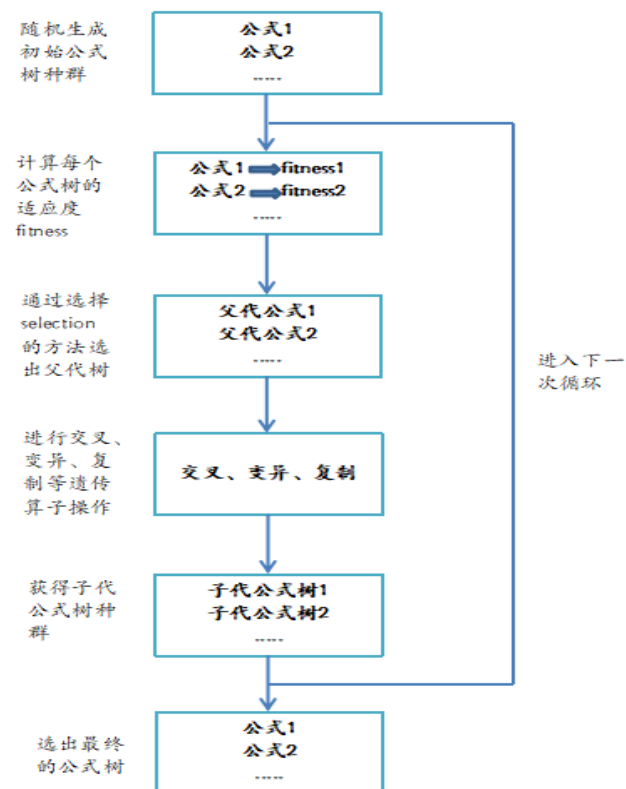 随机生成
初始公式
树种群
公式1
公式2
.....
计算每个
公式树的
适应度
fitness
公式1 fitness1
公式2 fitness2
.....
通过选择
selection
的方法选
出父代树
父代公式1
父代公式2
.....
进入下一
次循环
进行交叉、
变异、复
制等遗传
算子操作
交叉、变异、复制
获得子代
公式树种
群
子代公式树1
子代公式树2
.....
选出最终
的公式树
公式1
公式2
.....